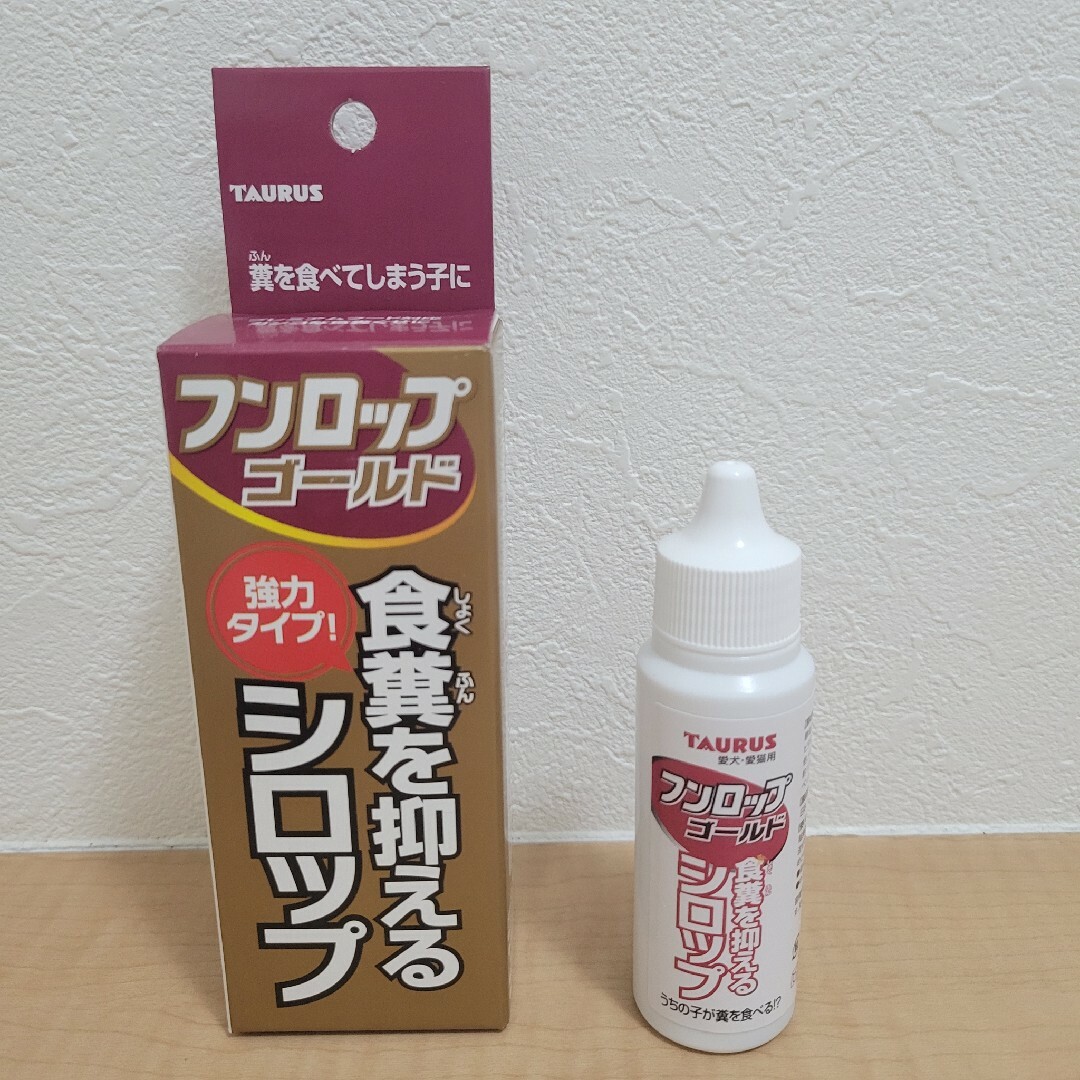 TAURUS
ふん
糞を食べてしまう子に
フンロップ
ゴールド
強力
タイプ!
しょく ふん
食糞を抑える
シロップ
TAURUS
愛犬・愛猫用
フンロップ
ゴールド
食糞を抑える
シロップ
うちの子が糞を食べる!?